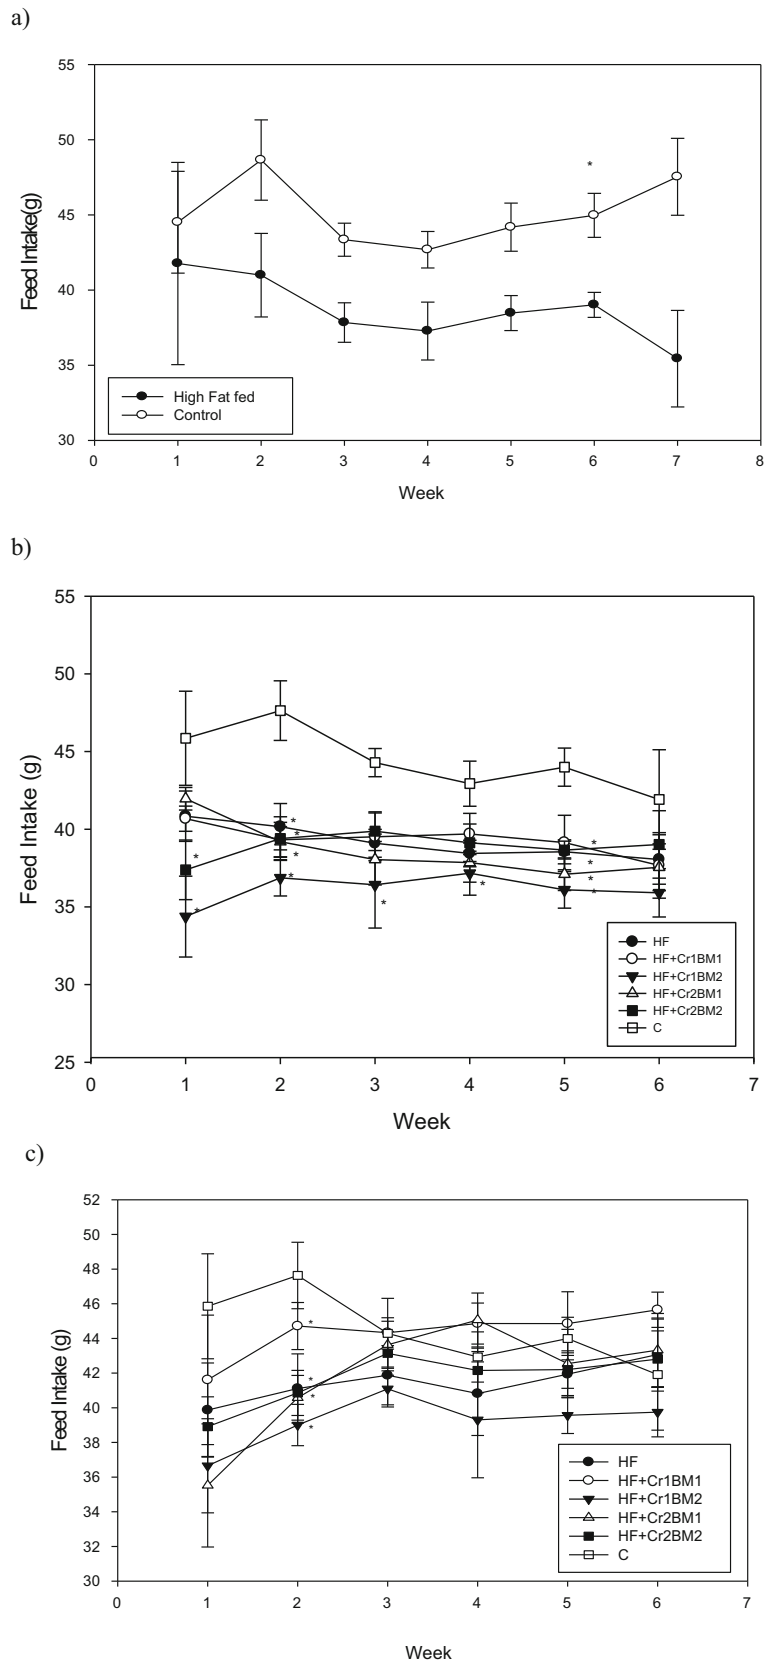 a)
55
50
45
40
35
30
Feed Intake(g)
*
High Fat fed
Control
0 1 2 3 4 5 6 7 8
Week
b)
55
50
45
40
35
30
25
Feed Intake (g)
* * * * * * * * * * * *
HF
HF+Cr1BM1
HF+Cr1BM2
HF+Cr2BM1
HF+Cr2BM2
C
0 1 2 3 4 5 6 7
Week
c)
52
50
48
46
44
42
40
38
36
34
32
30
Feed Intake (g)
* * * *
HF
HF+Cr1BM1
HF+Cr1BM2
HF+Cr2BM1
HF+Cr2BM2
C
0 1 2 3 4 5 6 7
Week